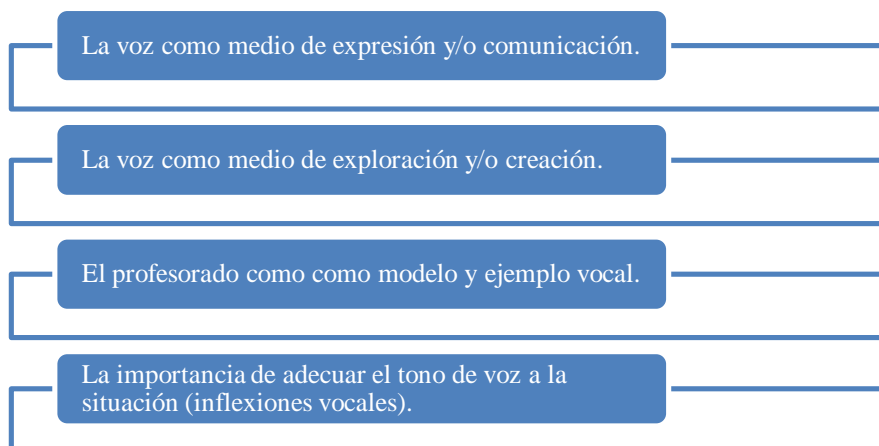 La voz como medio de expresión y/o comunicación.
La voz como medio de exploración y/o creación.
El profesorado como como modelo y ejemplo vocal.
La importancia de adecuar el tono de voz a la
situación (inflexiones vocales).